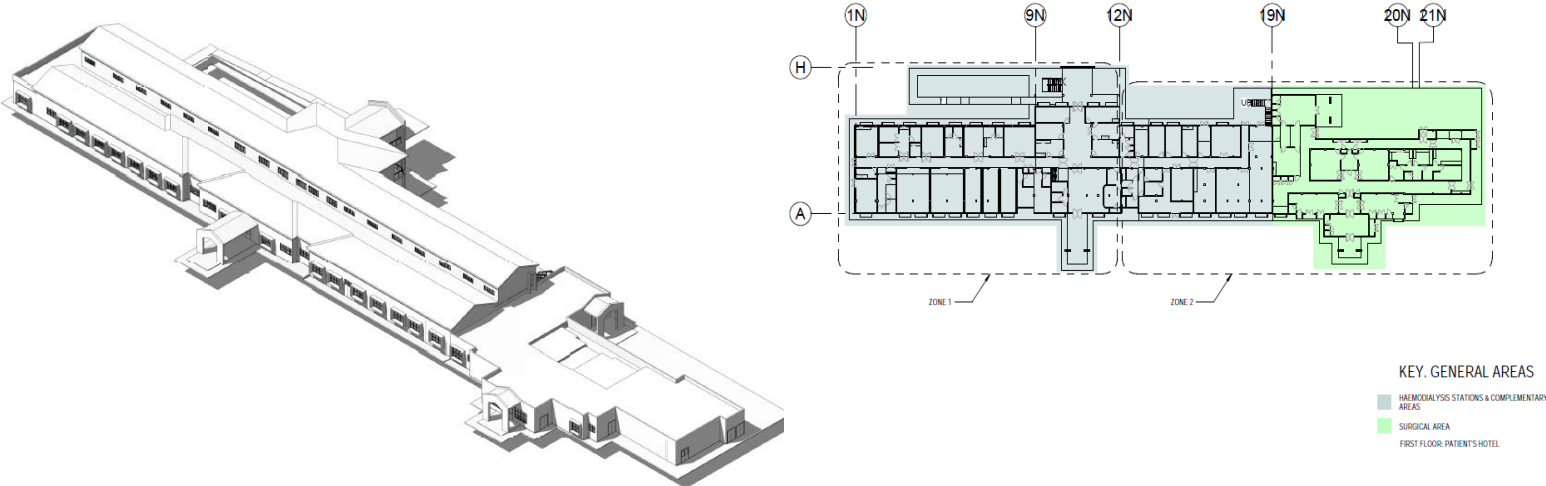 1N 9N 12N 19N 20N 21N
H
UP
A
ZONE 1
ZONE 2
KEY. GENERAL AREAS
HAEMODIALYSIS STATIONS & COMPLEMENTARY
AREAS
SURGICAL AREA
FIRST FLOOR: PATIENT'S HOTEL